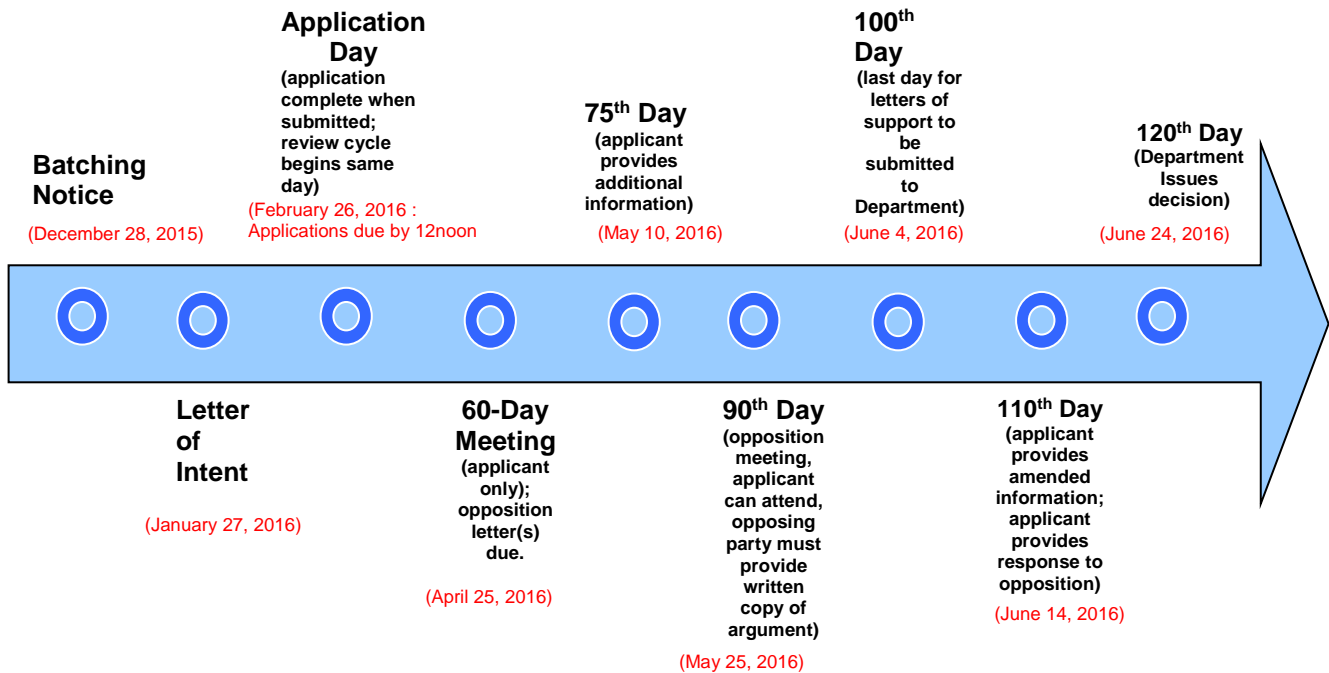 Batching
Notice
(December 28, 2015)
Letter
of
Intent
(January 27, 2016)
Application
Day
(application
complete when
submitted;
review cycle
begins same
day)
(February 26, 2016 :
Applications due by 12noon
60-Day
Meeting
(applicant
only);
opposition
letter(s)
due.
(April 25, 2016)
75th Day
(applicant
provides
additional
information)
(May 10, 2016)
90th Day
(opposition
meeting,
applicant
can attend,
opposing
party must
provide
written
copy of
argument)
(May 25, 2016)
100th
Day
(last day for
letters of
support to
be
submitted
to
Department)
(June 4, 2016)
110th Day
(applicant
provides
amended
information;
applicant
provides
response to
opposition)
(June 14, 2016)
120th Day
(Department
Issues
decision)
(June 24, 2016)